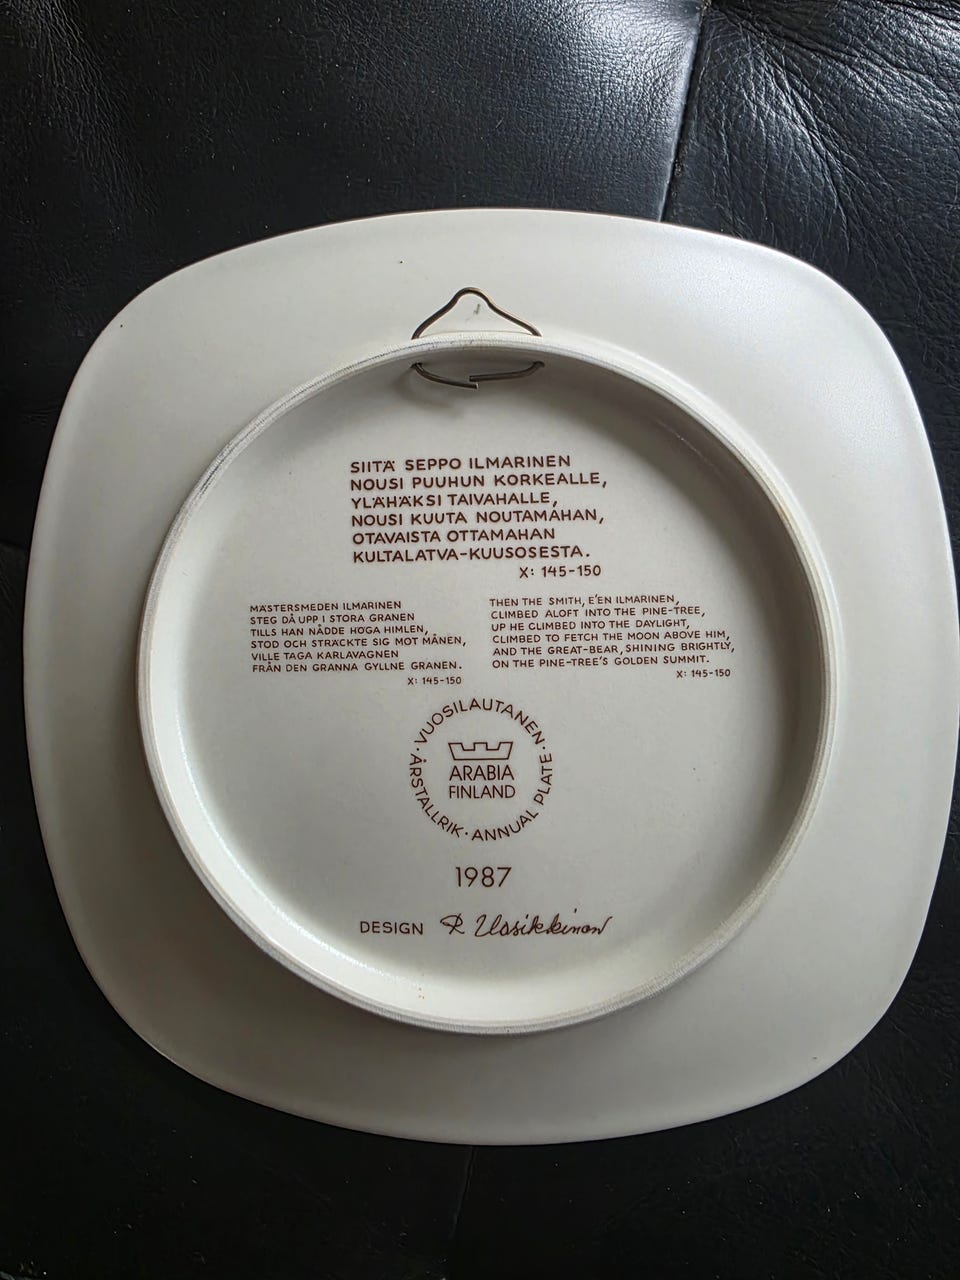 SIITÄ SEPPO ILMARINEN
NOUSI PUUHUN KORKEALLE,
YLÄHÄKSI TAIVAHALLE,
NOUSI KUUTA NOUTAMAHAN,
OTAVAISTA OTTAMAHAN
KULTALATVA-KUUSOSESTA.
X: 145-150
MÄSTERSMEDEN ILMARINEN
STEG DÅ UPP I STORA GRANEN
TILLS HAN NÅDDE HÖGA HIMLEN,
STOD OCH STRÄCKTE SIG MOT MÅNEN,
VILLE TAGA KARLAVAGNEN
FRÅN DEN GRANNA GYLLNE GRANEN.
X: 145-150
THEN THE SMITH, E'EN ILMARINEN,
CLIMBED ALOFT INTO THE PINE-TREE,
UP HE CLIMBED INTO THE DAYLIGHT,
CLIMBED TO FETCH THE MOON ABOVE HIM,
AND THE GREAT-BEAR, SHINING BRIGHTLY,
ON THE PINE-TREE'S GOLDEN SUMMIT.
X: 145-150
· VUOSILAUTANEN · ANNUAL PLATE · ÅRSTALLRIK
ARABIA
FINLAND
1987
DESIGN R Uosikkinen